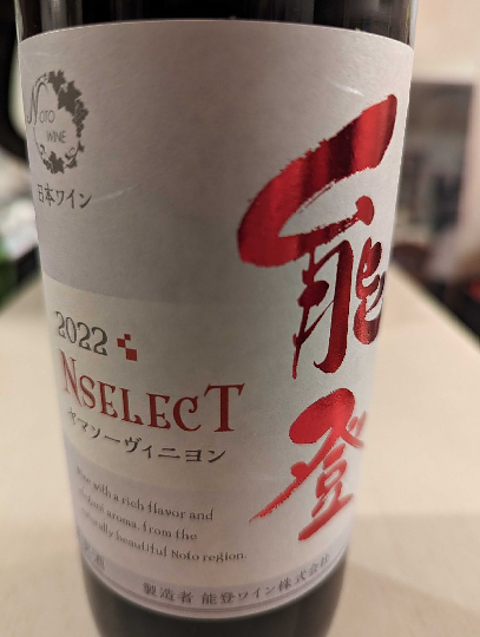 NOTO
WINE
日本ワイン
能登
2022
NSELECT
ヤマソーヴィニヨン
Wine with a rich flavor and
aroma, from the
naturally beautiful Noto region.
製造者 能登ワイン株式会社